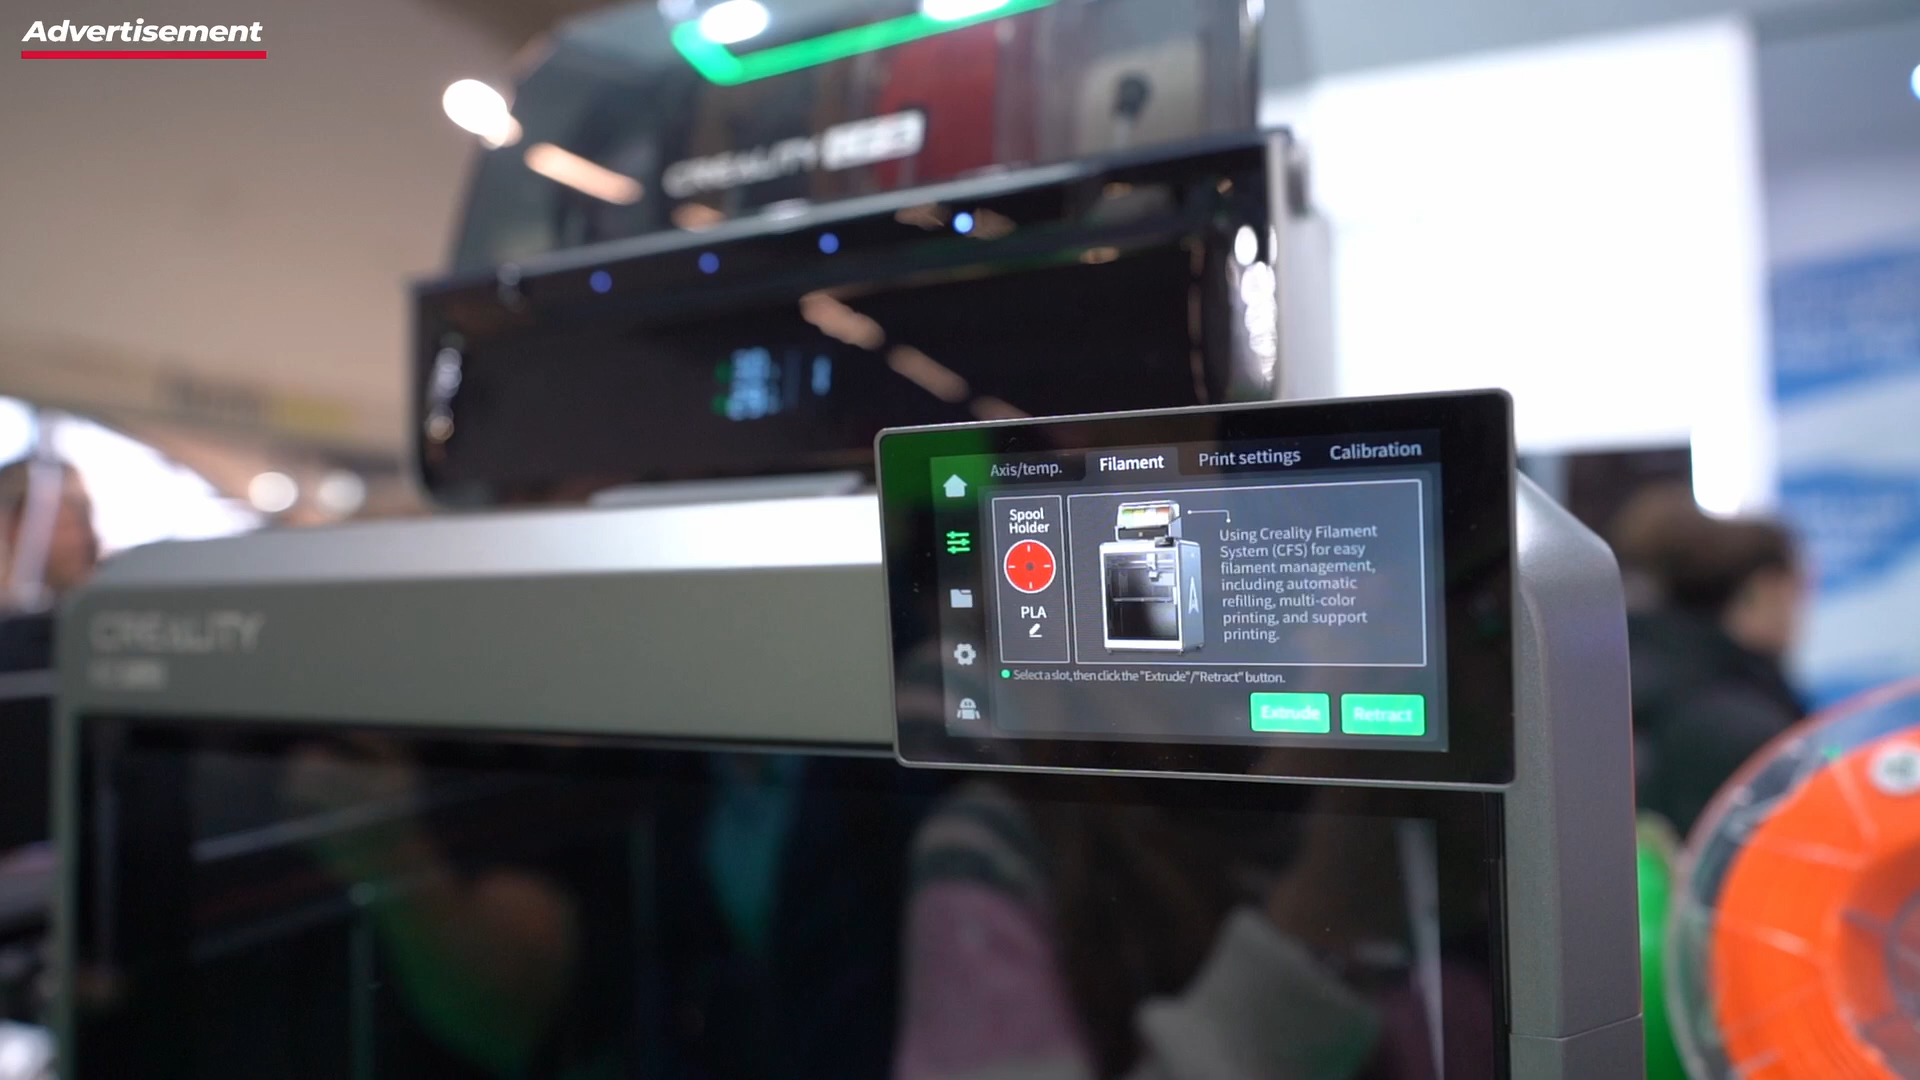 Advertisement
CREALITY
Axis/temp.
Filament
Print settings
Calibration
Spool
Holder
PLA
Using Creality Filament
System (CFS) for easy
filament management,
including automatic
refilling, multi-color
printing, and support
printing.
Select a slot, then click the "Extrude"/"Retract" button.
Extrude
Retract
CREALITY